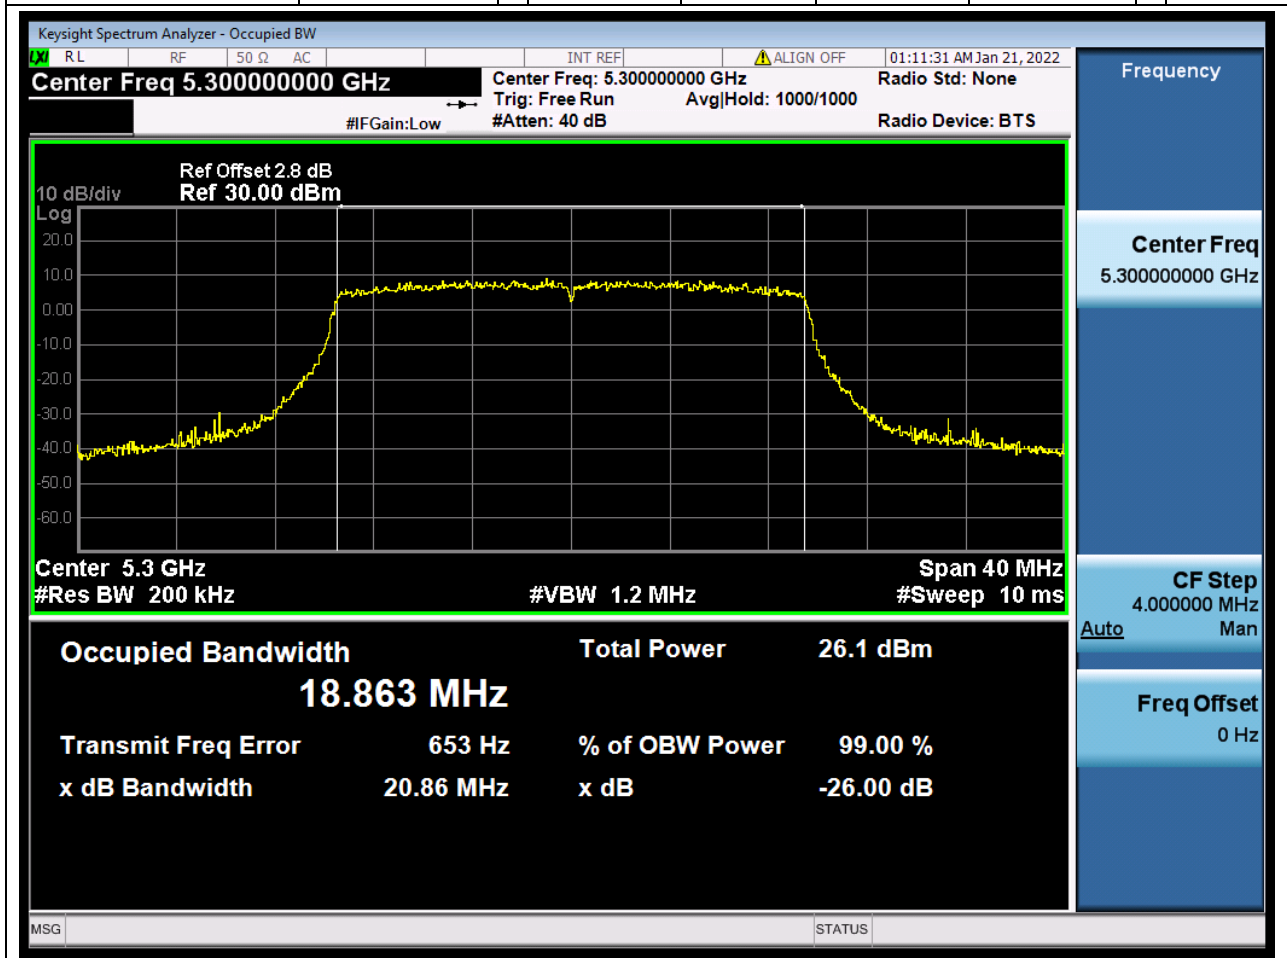 Keysight Spectrum Analyzer - Occupied BW
LXI RL RF 50 Ω AC INT REF ALIGN OFF 01:11:31 AM Jan 21, 2022
Center Freq 5.300000000 GHz
Center Freq: 5.300000000 GHz
Radio Std: None
Trig: Free Run Avg|Hold: 1000/1000
#IFGain:Low #Atten: 40 dB
Radio Device: BTS
Ref Offset 2.8 dB
10 dB/div Ref 30.00 dBm
Log
20.0
10.0
0.00
-10.0
-20.0
-30.0
-40.0
-50.0
-60.0
Center 5.3 GHz Span 40 MHz
#Res BW 200 kHz #VBW 1.2 MHz #Sweep 10 ms
Occupied Bandwidth Total Power 26.1 dBm
18.863 MHz
Transmit Freq Error 653 Hz % of OBW Power 99.00 %
x dB Bandwidth 20.86 MHz x dB -26.00 dB
MSG STATUS
Frequency
Center Freq
5.300000000 GHz
CF Step
4.000000 MHz
Auto Man
Freq Offset
0 Hz